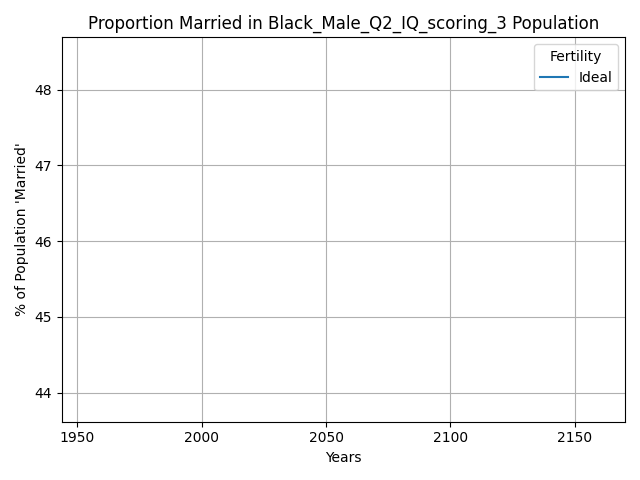 Proportion Married in Black_Male_Q2_IQ_scoring_3 Population
Fertility
Ideal
% of Population 'Married'
48
47
46
45
44
1950 2000 2050 2100 2150
Years